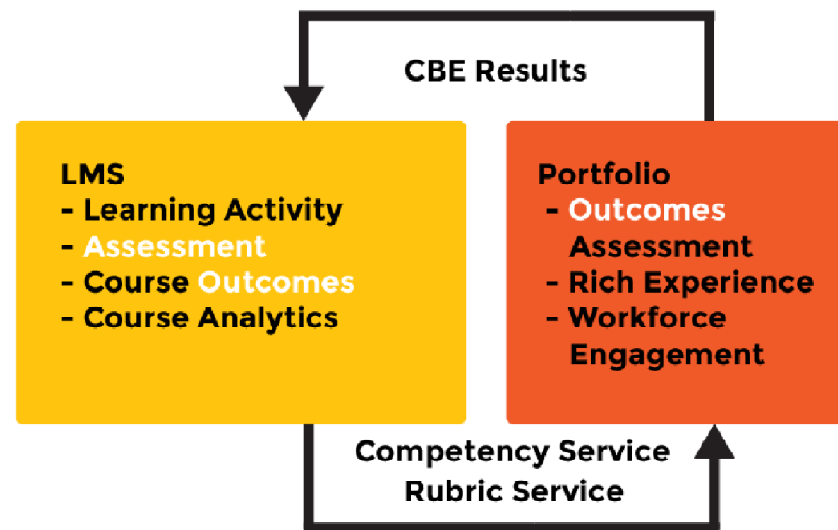 CBE Results
LMS
- Learning Activity
- Assessment
- Course Outcomes
- Course Analytics
Portfolio
- Outcomes
Assessment
- Rich Experience
- Workforce
Engagement
Competency Service
Rubric Service